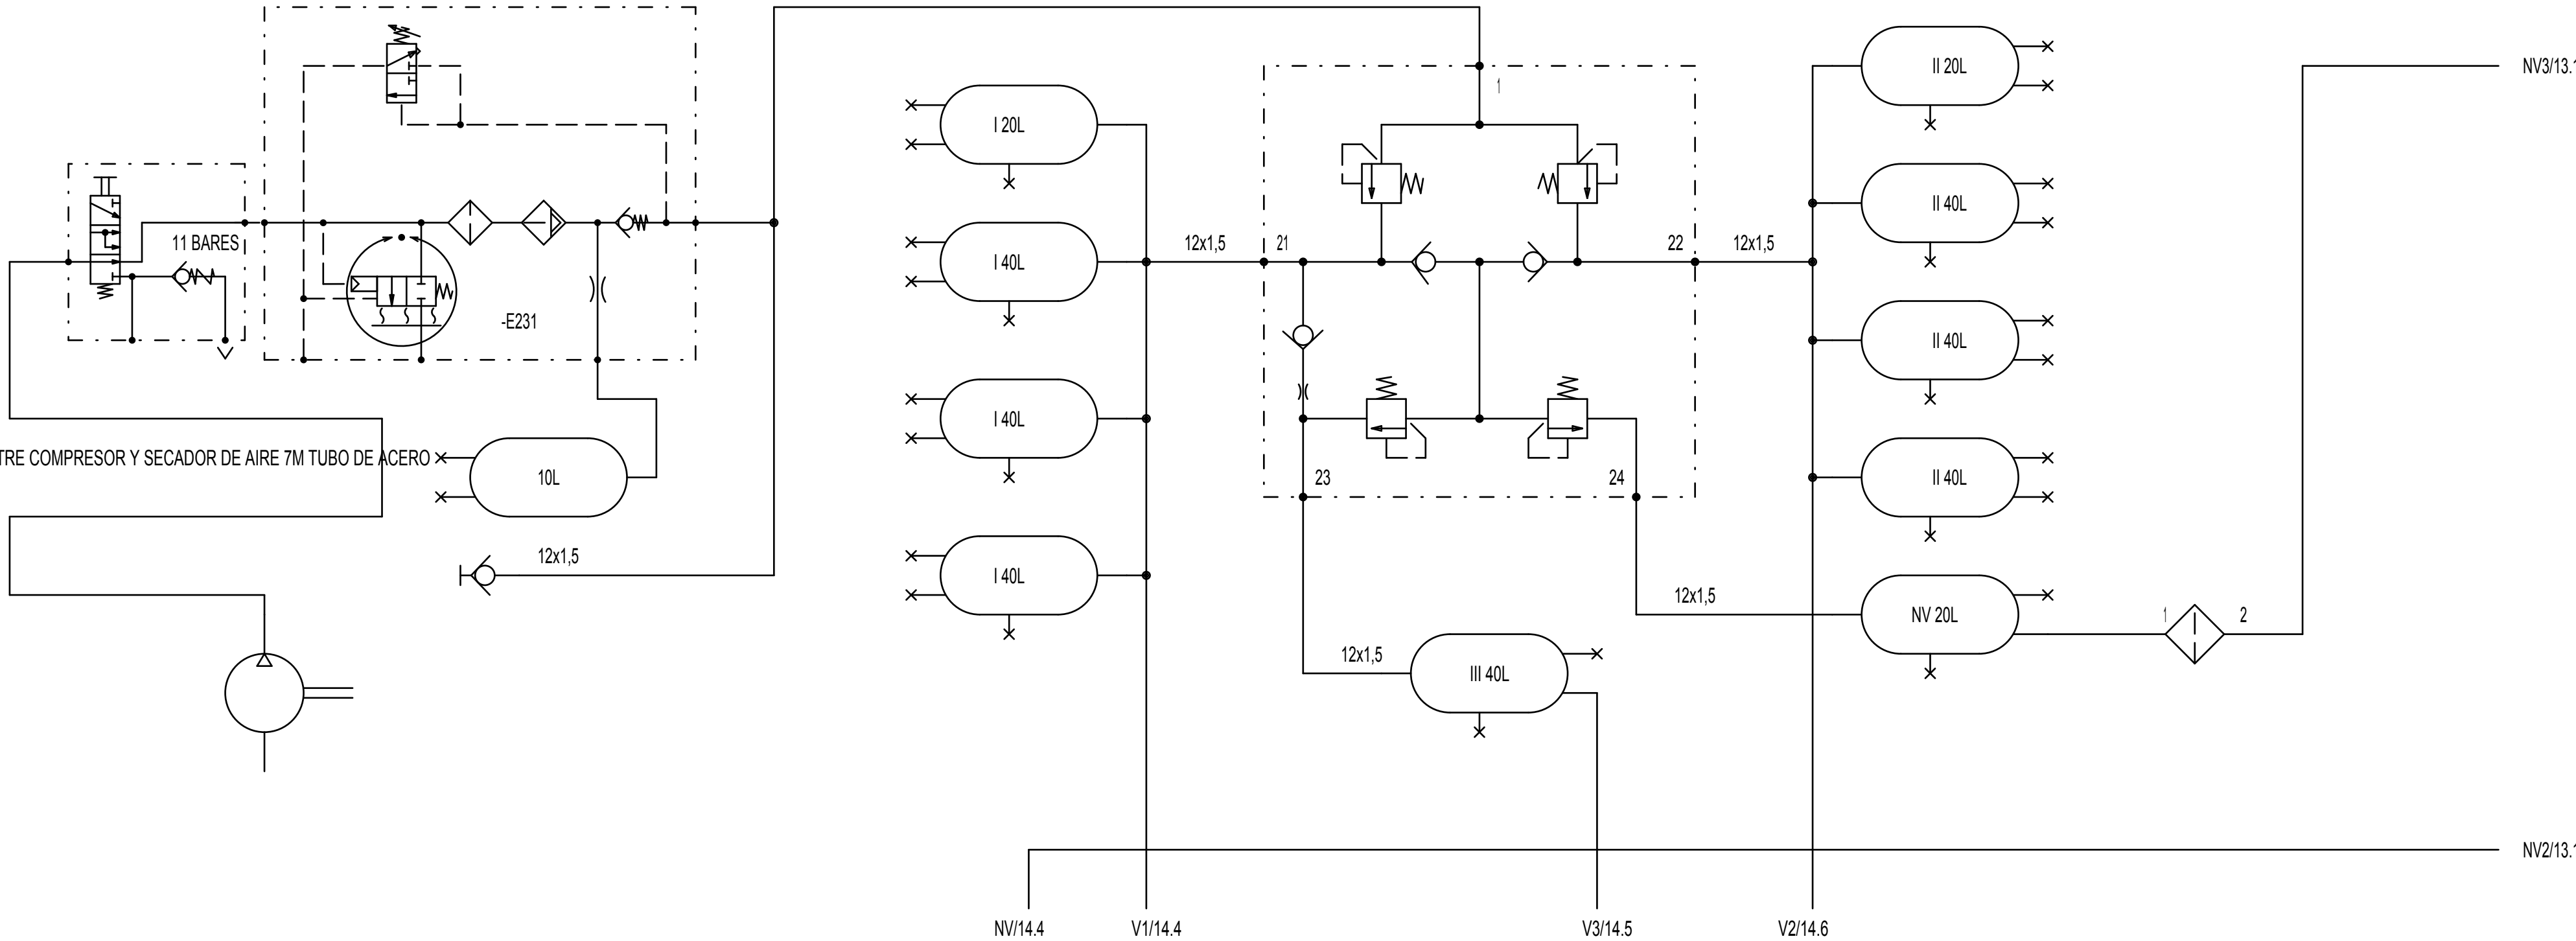 II 20L
NV3/13.1
1
I 20L
II 40L
11 BARES
12x1,5
21
22
12x1,5
I 40L
-E231
II 40L
I 40L
TRE COMPRESOR Y SECADOR DE AIRE 7M TUBO DE ACERO
10L
23
24
II 40L
12x1,5
I 40L
12x1,5
NV 20L
1
2
12x1,5
III 40L
NV2/13.1
NV/14.4
V1/14.4
V3/14.5
V2/14.6